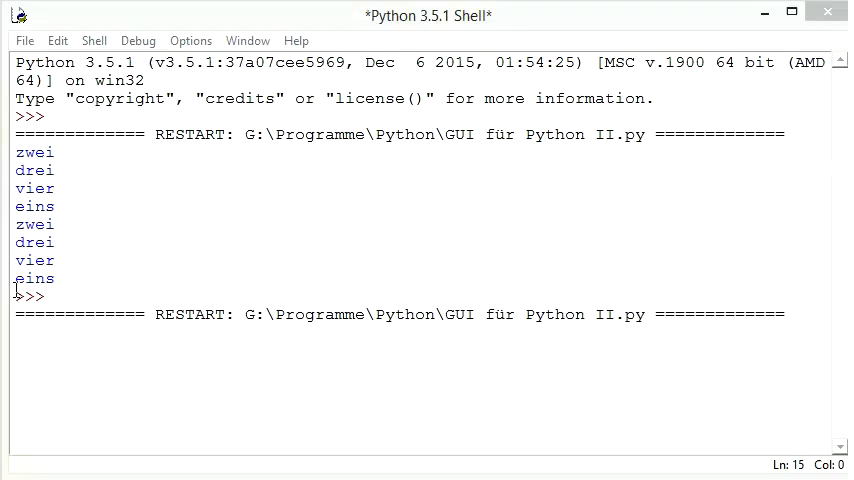 *Python 3.5.1 Shell*
File Edit Shell Debug Options Window Help
Python 3.5.1 (v3.5.1:37a07cee5969, Dec  6 2015, 01:54:25) [MSC v.1900 64 bit (AMD
64)] on win32
Type "copyright", "credits" or "license()" for more information.
>>>
============= RESTART: G:\Programme\Python\GUI für Python II.py =============
zwei
drei
vier
eins
zwei
drei
vier
eins
>>>
============= RESTART: G:\Programme\Python\GUI für Python II.py =============
Ln: 15 Col: 0